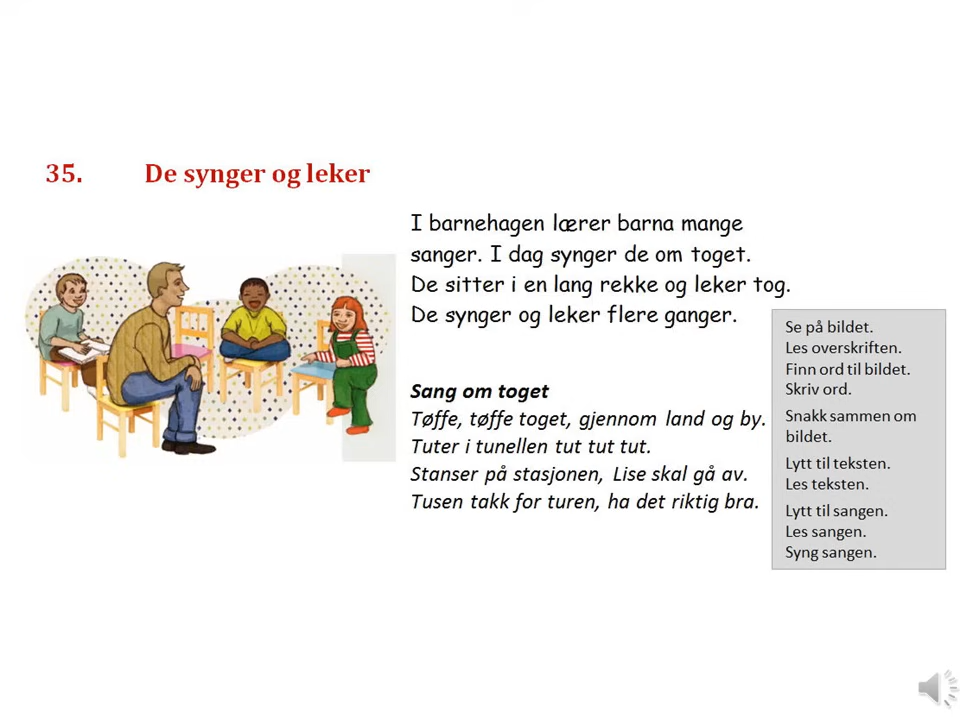 35. De synger og leker
I barnehagen lærer barna mange
sanger. I dag synger de om toget.
De sitter i en lang rekke og leker tog.
De synger og leker flere ganger.
Sang om toget
Tøffe, tøffe toget, gjennom land og by.
Tuter i tunellen tut tut tut.
Stanser på stasjonen, Lise skal gå av.
Tusen takk for turen, ha det riktig bra.
Se på bildet.
Les overskriften.
Finn ord til bildet.
Skriv ord.
Snakk sammen om
bildet.
Lytt til teksten.
Les teksten.
Lytt til sangen.
Les sangen.
Syng sangen.